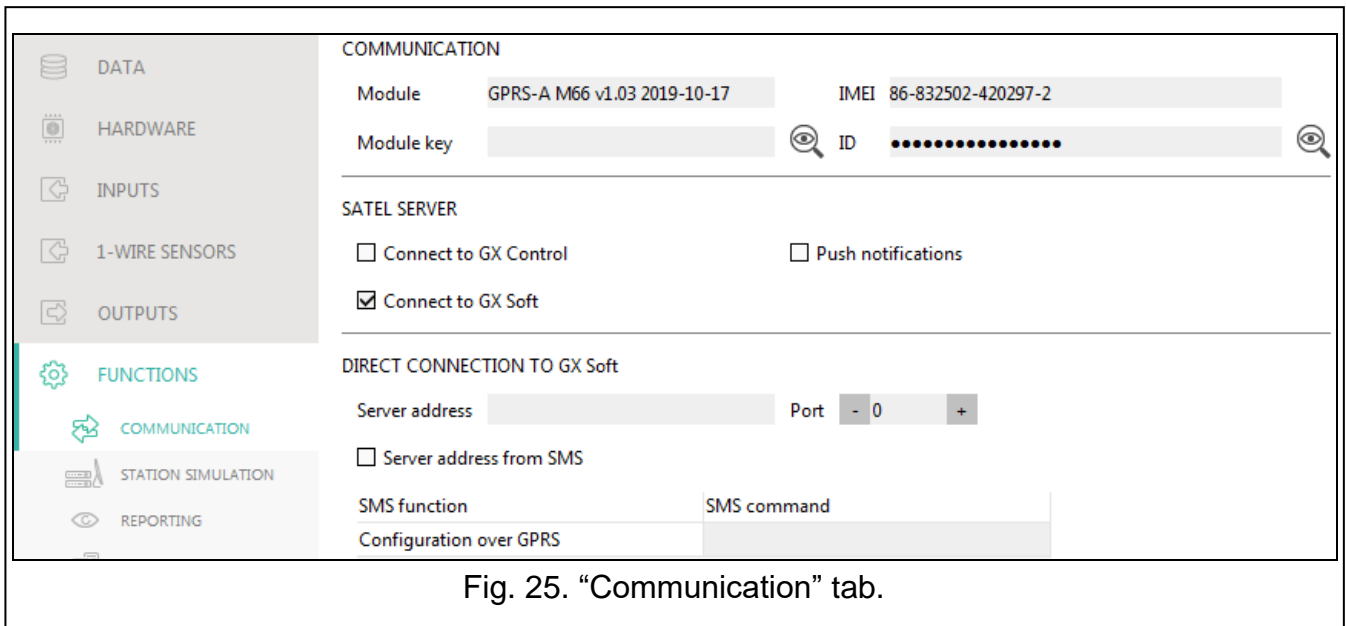 DATA
HARDWARE
INPUTS
1-WIRE SENSORS
OUTPUTS
FUNCTIONS
COMMUNICATION
STATION SIMULATION
REPORTING
COMMUNICATION
Module GPRS-A M66 v1.03 2019-10-17 IMEI 86-832502-420297-2
Module key ID ●●●●●●●●●●●●●●●●
SATEL SERVER
Connect to GX Control Push notifications
Connect to GX Soft
DIRECT CONNECTION TO GX Soft
Server address Port - 0 +
Server address from SMS
SMS function SMS command
Configuration over GPRS
Fig. 25. “Communication” tab.